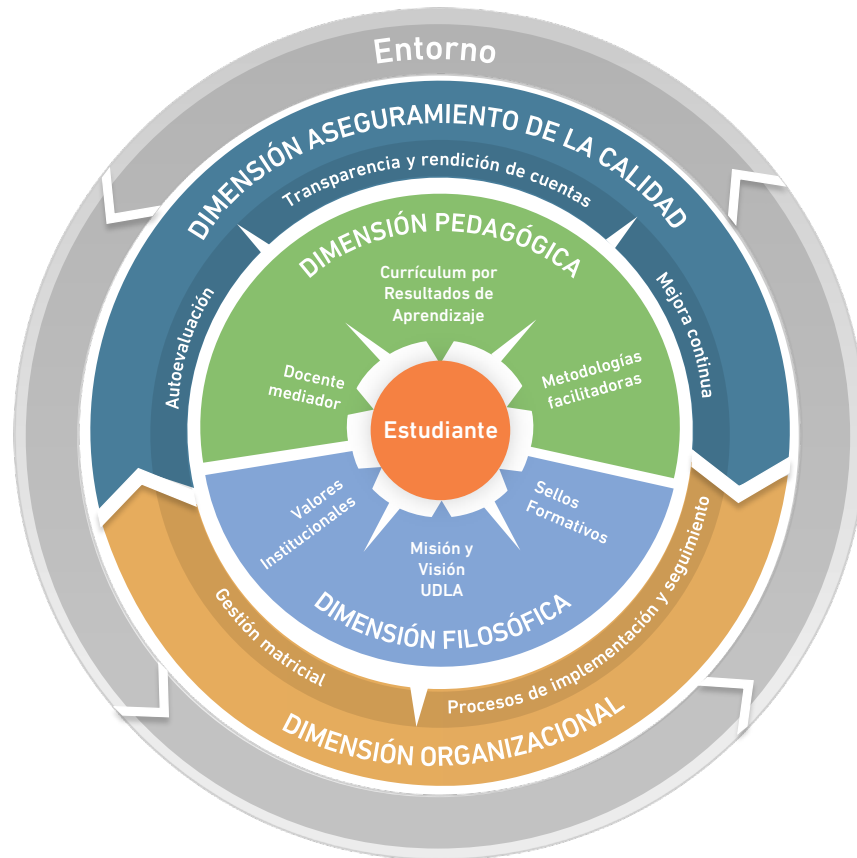 Entorno
DIMENSIÓN ASEGURAMIENTO DE LA CALIDAD
Transparencia y rendición de cuentas
Autoevaluación
Mejora continua
DIMENSIÓN PEDAGÓGICA
Currículum por
Resultados de
Aprendizaje
Docente
mediador
Metodologías
facilitadoras
Estudiante
Valores
Institucionales
Sellos
Formativos
Misión y
Visión
UDLA
DIMENSIÓN FILOSÓFICA
Gestión matricial
Procesos de implementación y seguimiento
DIMENSIÓN ORGANIZACIONAL